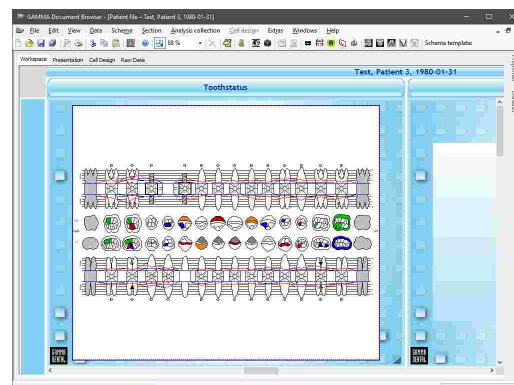 GAMMA Document Browser - [Patient file - Test, Patient 3, 1980-01-31]
File Edit View Data Schema Section Analysis collection Cell design Extras Windows Help
88 % Schema template:
Workspace Presentation Cell Design Raw Data
Test, Patient 3, 1980-01-31
Toothstatus
GAMMA
DENTAL
GAMMA
DENTAL